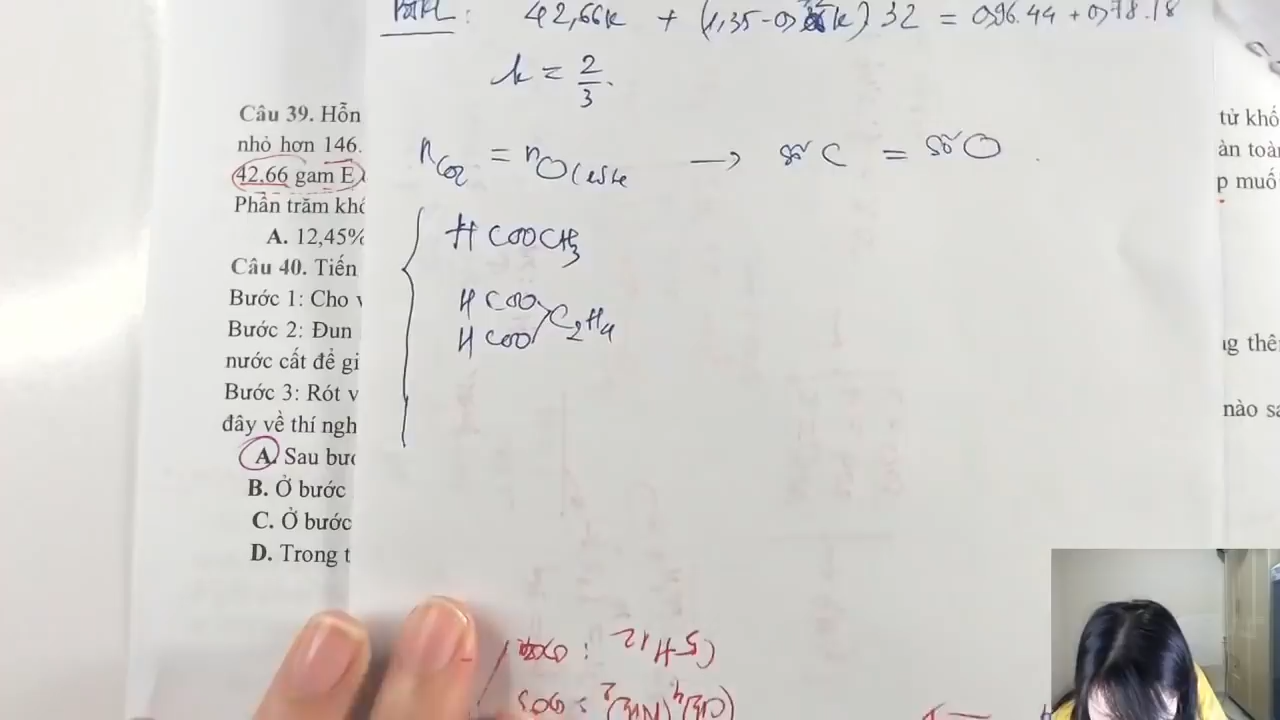 BTKL : 42,66k + (1,35-0,k) 32 = 0,96.44 + 0,78.18
k = 2/3.
Câu 39. Hỗn
nhỏ hơn 146.
42,66 gam E
Phần trăm khố
A. 12,45%
Câu 40. Tiến
Bước 1: Cho v
Bước 2: Đun
nước cất để gi
Bước 3: Rót v
đây về thí ngh
A. Sau bướ
B. Ở bước
C. Ở bước
D. Trong t
nCO2 = nO(este → số C = số O
HCOOCH3
HCOO
HCOO
C2H4
tử khố
àn toàn
p muố
ng thê
nào sa
C5H12 :